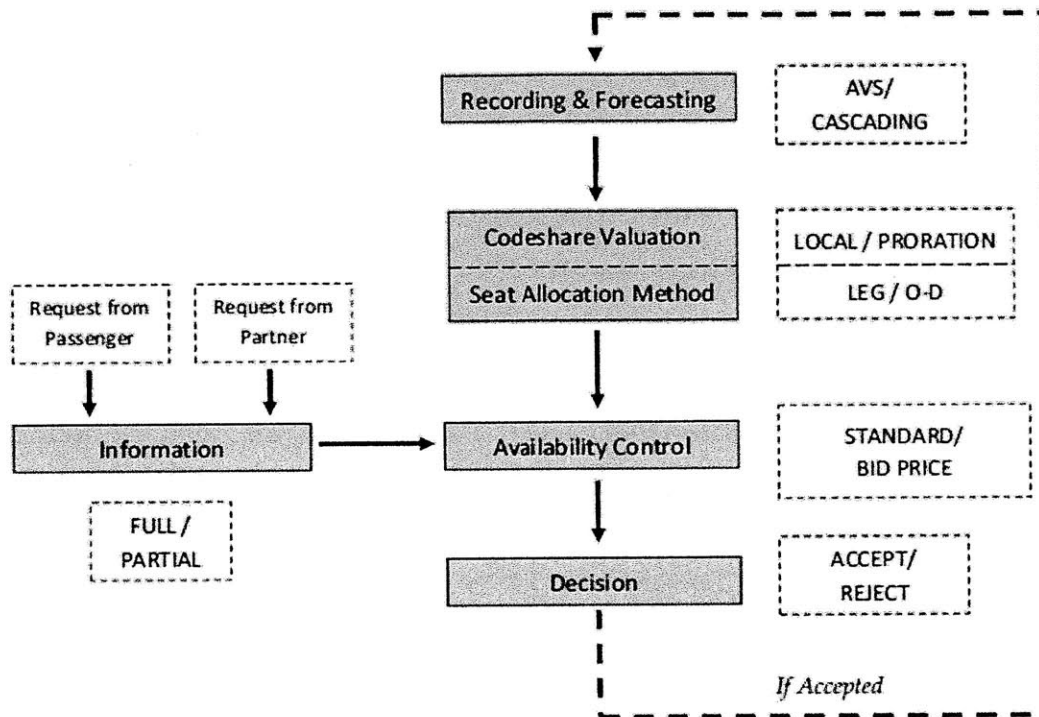 Recording & Forecasting
AVS/
CASCADING
Codeshare Valuation
LOCAL / PRORATION
Seat Allocation Method
LEG / O-D
Request from
Passenger
Request from
Partner
Information
Availability Control
STANDARD/
BID PRICE
FULL /
PARTIAL
Decision
ACCEPT/
REJECT
If Accepted